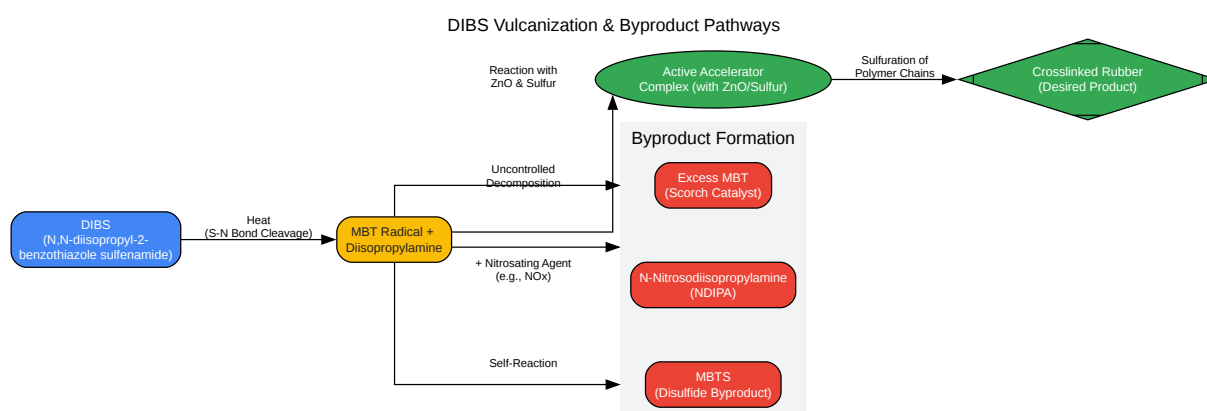 DIBS Vulcanization & Byproduct Pathways
Reaction with
ZnO & Sulfur
Active Accelerator
Complex (with ZnO/Sulfur)
Sulfuration of
Polymer Chains
Crosslinked Rubber
(Desired Product)
Byproduct Formation
Uncontrolled
Decomposition
Excess MBT
(Scorch Catalyst)
DIBS
(N,N-diisopropyl-2-
benzothiazole sulfenamide)
Heat
(S-N Bond Cleavage)
MBT Radical +
Diisopropylamine
+ Nitrosating Agent
(e.g., NOx)
N-Nitrosodiisopropylamine
(NDIPA)
Self-Reaction
MBTS
(Disulfide Byproduct)